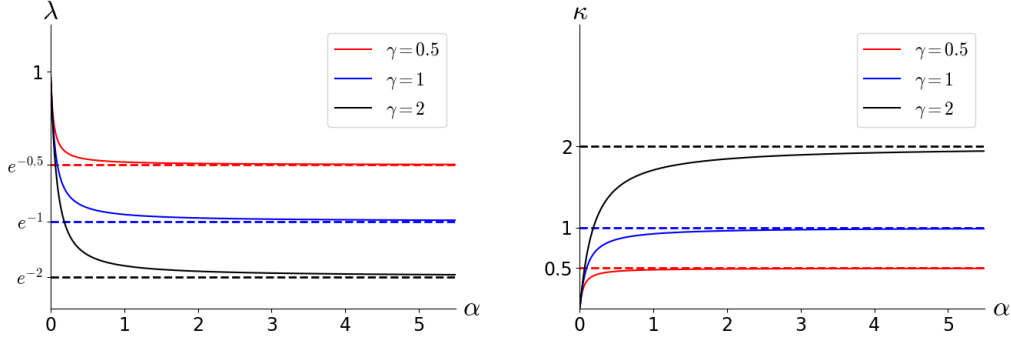 λ
1
e^{-0.5}
e^{-1}
e^{-2}
γ = 0.5
γ = 1
γ = 2
0 1 2 3 4 5 α
κ
2
1
0.5
γ = 0.5
γ = 1
γ = 2
0 1 2 3 4 5 α